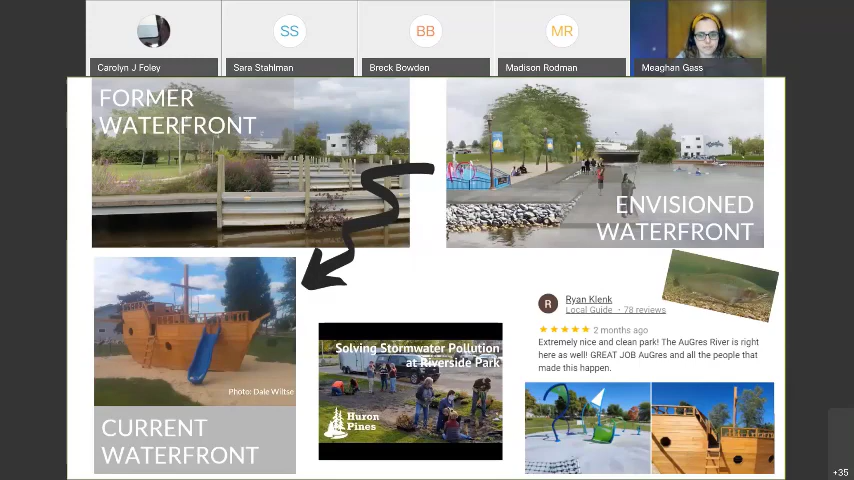 SS
BB
MR
Carolyn J Foley
Sara Stahlman
Breck Bowden
Madison Rodman
Meaghan Gass
FORMER
WATERFRONT
ENVISIONED
WATERFRONT
Photo: Dale Wiltse
CURRENT
WATERFRONT
Solving Stormwater Pollution
at Riverside Park
Huron
Pines
R
Ryan Klenk
Local Guide · 78 reviews
2 months ago
Extremely nice and clean park! The AuGres River is right
here as well! GREAT JOB AuGres and all the people that
made this happen.
+35